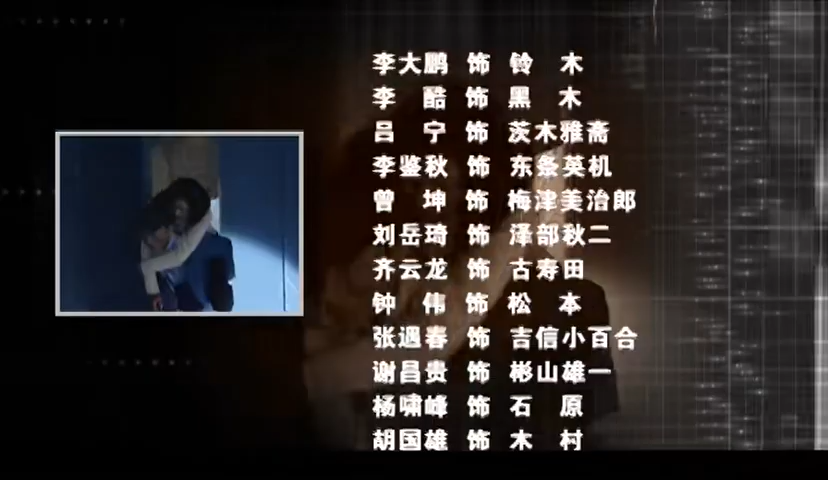 李大鹏 饰 铃 木
李 酷 饰 黑 木
吕 宁 饰 茨木雅斋
李鉴秋 饰 东条英机
曾 坤 饰 梅津美治郎
刘岳琦 饰 泽部秋二
齐云龙 饰 古寿田
钟 伟 饰 松 本
张遇春 饰 吉信小百合
谢昌贵 饰 彬山雄一
杨啸峰 饰 石 原
胡国雄 饰 木 村